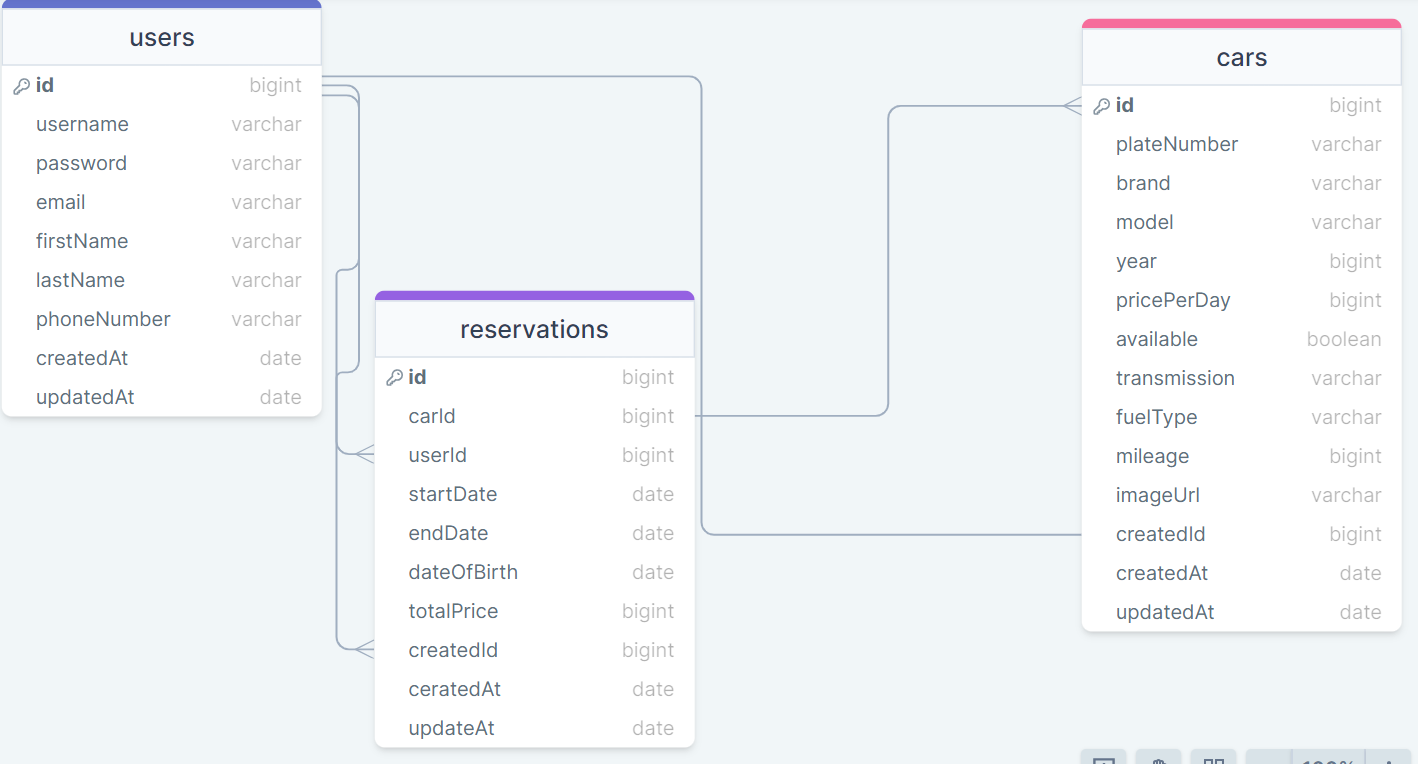 users
id bigint
username varchar
password varchar
email varchar
firstName varchar
lastName varchar
phoneNumber varchar
createdAt date
updatedAt date
reservations
id bigint
carId bigint
userId bigint
startDate date
endDate date
dateOfBirth date
totalPrice bigint
createdId bigint
ceratedAt date
updateAt date
cars
id bigint
plateNumber varchar
brand varchar
model varchar
year bigint
pricePerDay bigint
available boolean
transmission varchar
fuelType varchar
mileage bigint
imageUrl varchar
createdId bigint
createdAt date
updatedAt date